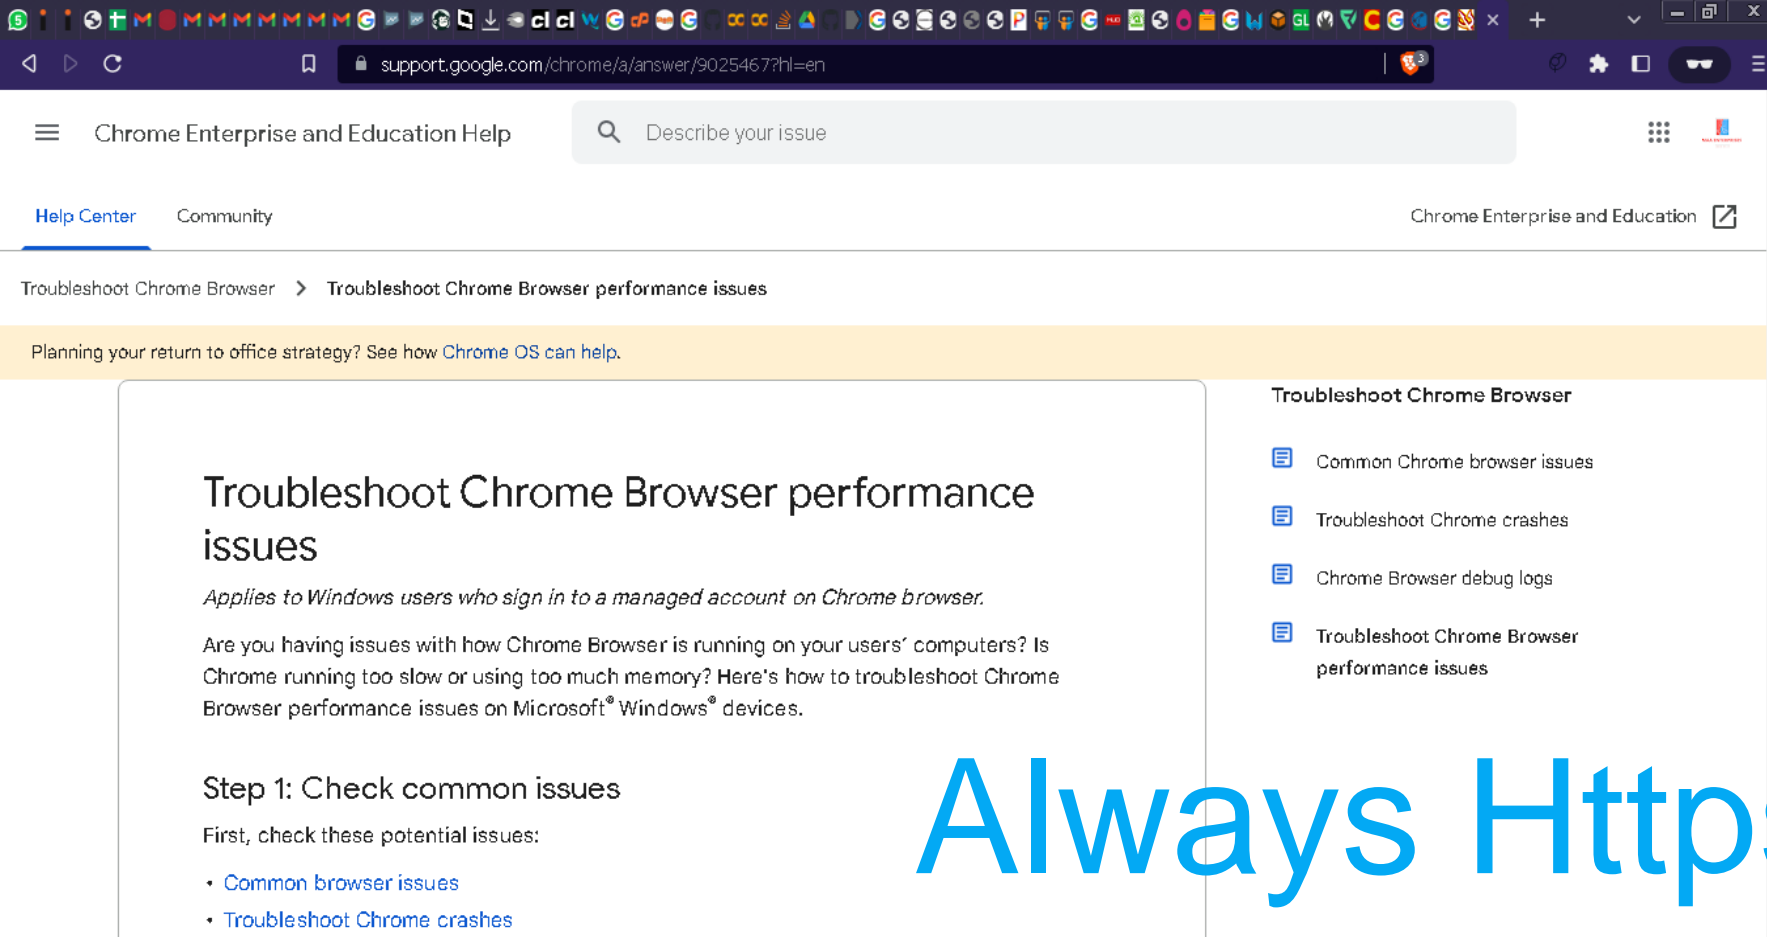 support.google.com/chrome/a/answer/9025467?hl=en
3
Chrome Enterprise and Education Help
Describe your issue
Help Center
Community
Chrome Enterprise and Education
Troubleshoot Chrome Browser
Troubleshoot Chrome Browser performance issues
Planning your return to office strategy? See how Chrome OS can help.
Troubleshoot Chrome Browser performance
issues
Applies to Windows users who sign in to a managed account on Chrome browser.
Are you having issues with how Chrome Browser is running on your users' computers? Is
Chrome running too slow or using too much memory? Here's how to troubleshoot Chrome
Browser performance issues on Microsoft® Windows® devices.
Step 1: Check common issues
First, check these potential issues:
• Common browser issues
• Troubleshoot Chrome crashes
Troubleshoot Chrome Browser
Common Chrome browser issues
Troubleshoot Chrome crashes
Chrome Browser debug logs
Troubleshoot Chrome Browser
performance issues
Always Https